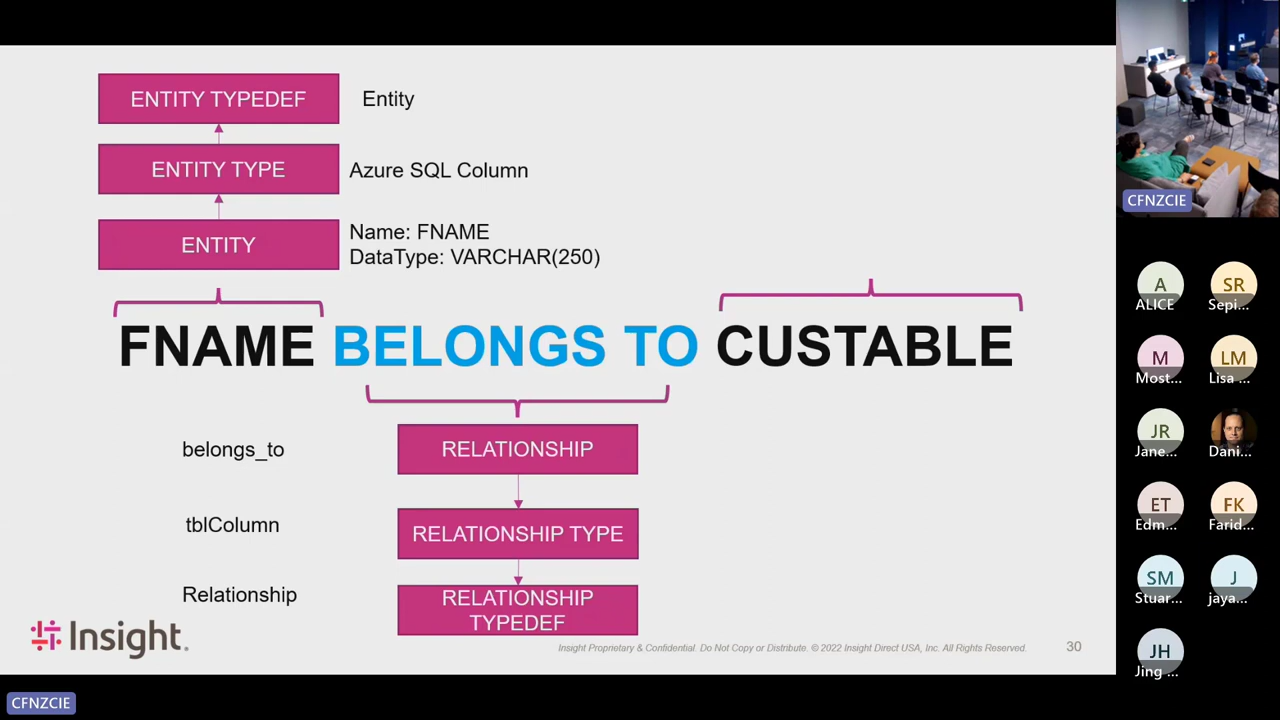 ENTITY TYPEDEF
Entity
ENTITY TYPE
Azure SQL Column
ENTITY
Name: FNAME
DataType: VARCHAR(250)
FNAME BELONGS TO CUSTABLE
belongs_to
RELATIONSHIP
tblColumn
RELATIONSHIP TYPE
Relationship
RELATIONSHIP
TYPEDEF
Insight.
Insight Proprietary & Confidential. Do Not Copy or Distribute. © 2022 Insight Direct USA, Inc. All Rights Reserved.
30
CFNZCIE
CFNZCIE
A
ALICE
SR
Sepi...
M
Most...
LM
Lisa ...
JR
Jane...
Dani...
ET
Edm...
FK
Farid...
SM
Stuar...
J
jaya...
JH
Jing ...